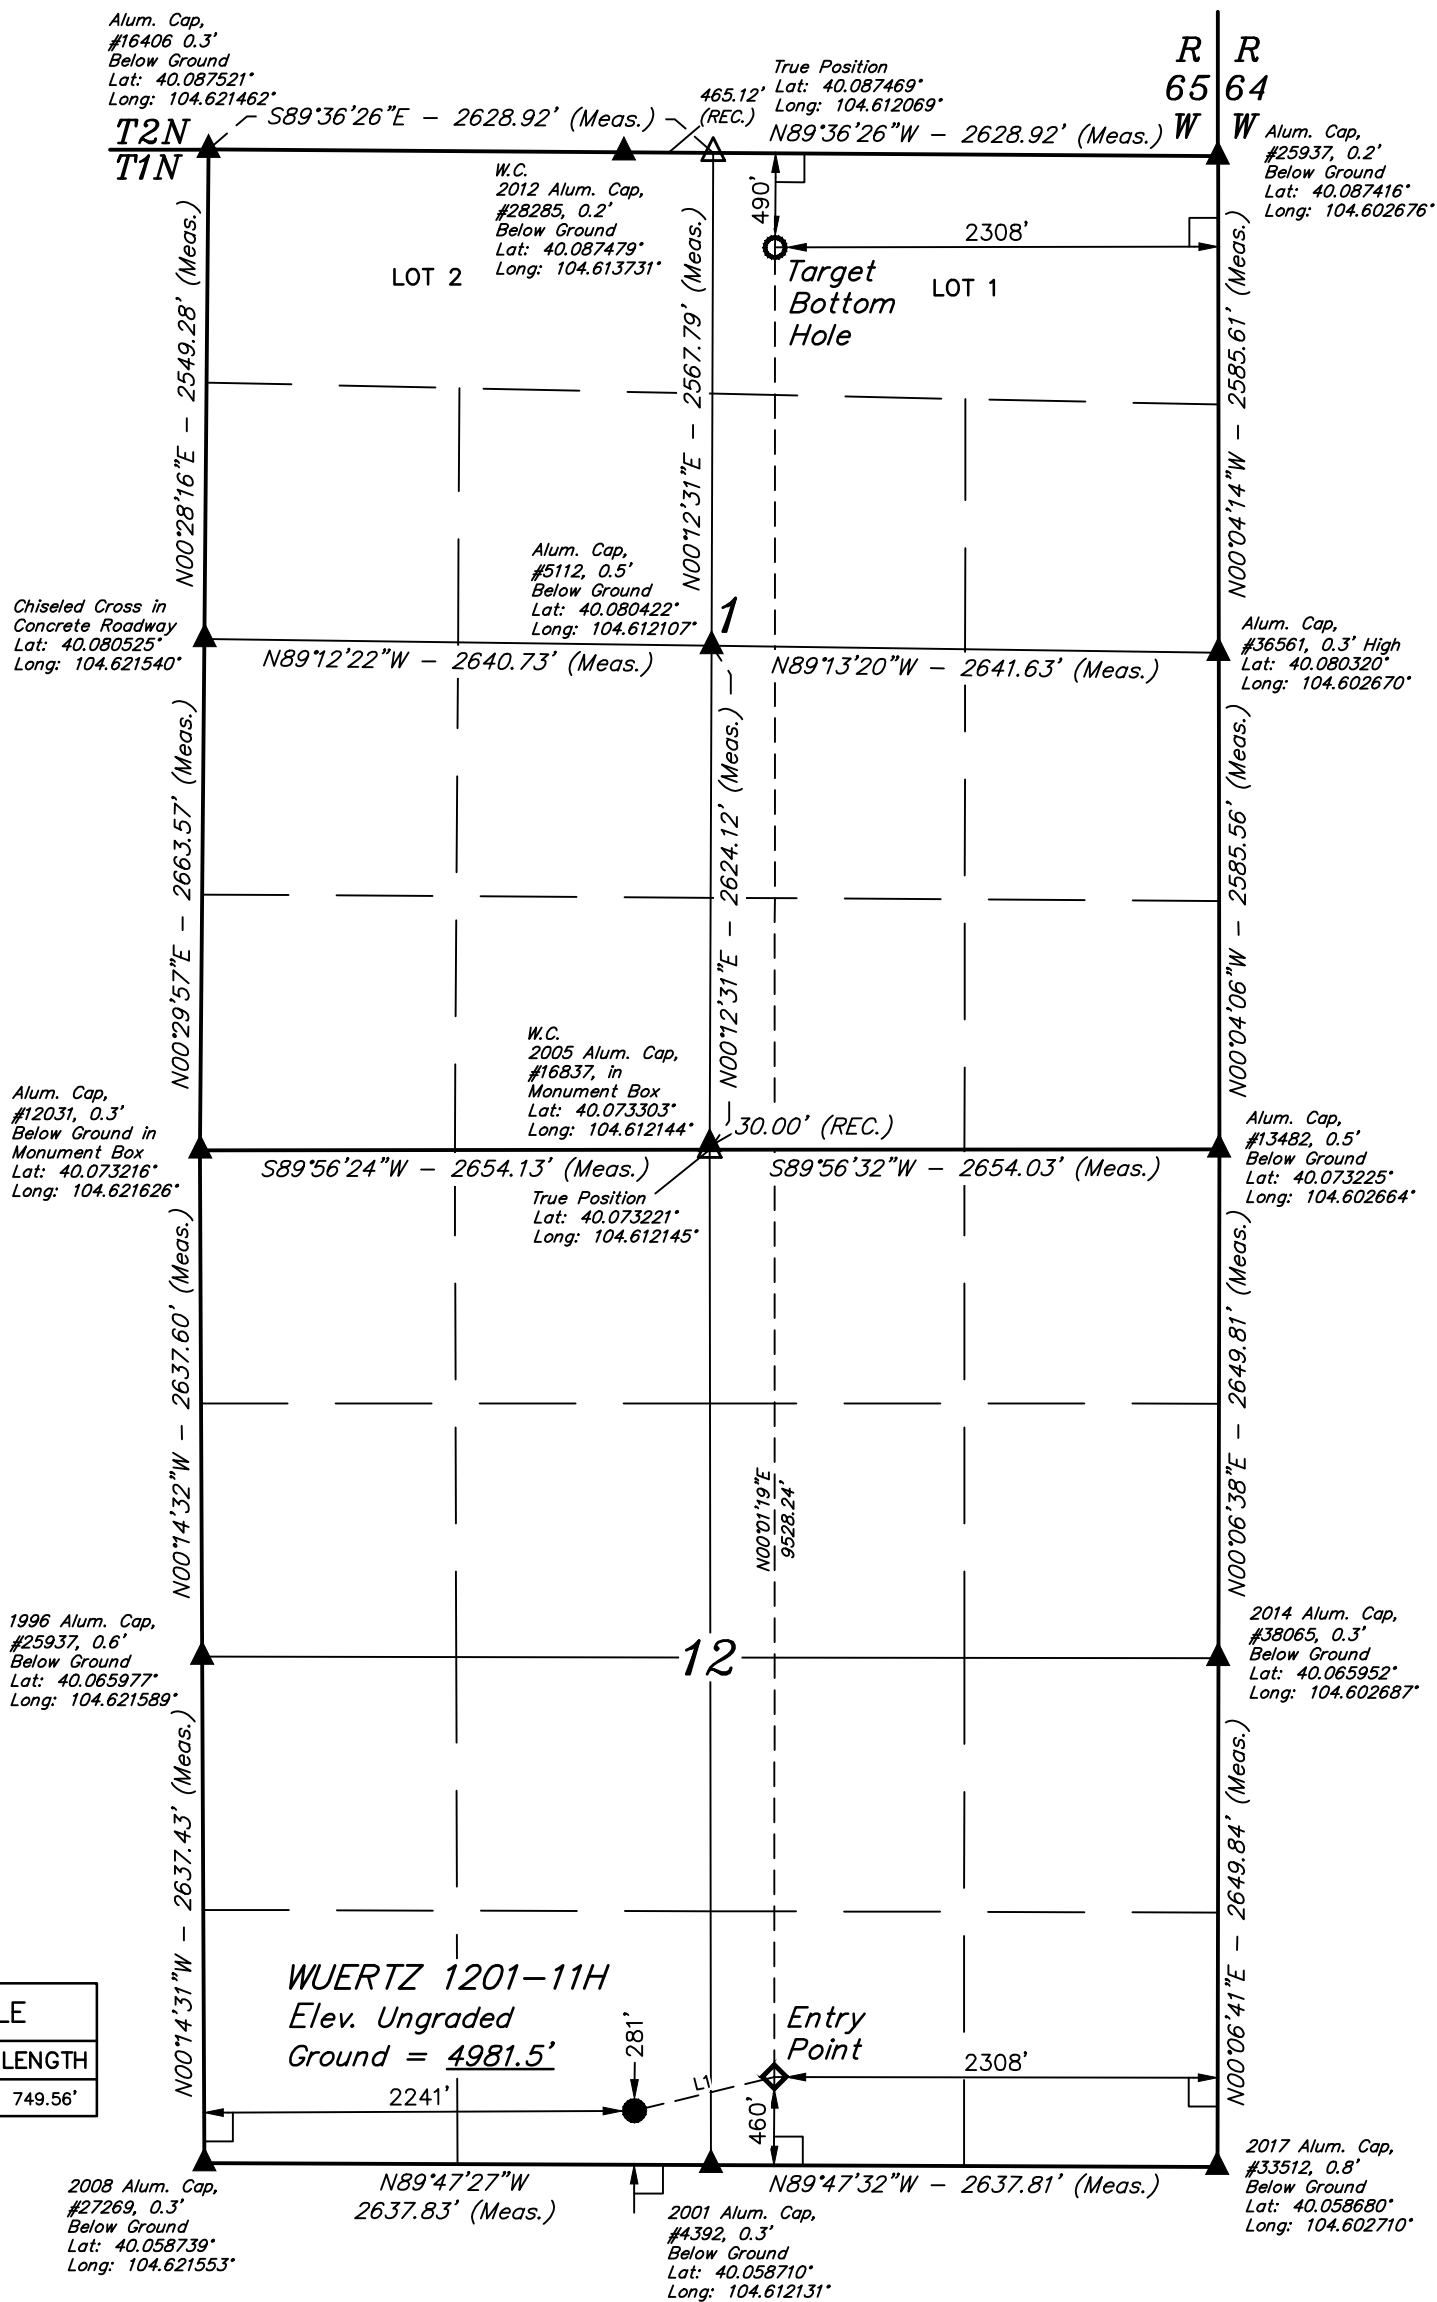 Alum. Cap,
#16406 0.3'
Below Ground
Lat: 40.087521°
Long: 104.621462°
T2N
T1N
S89°36'26"E - 2628.92' (Meas.)
465.12'
(REC.)
True Position
Lat: 40.087469°
Long: 104.612069°
N89°36'26"W - 2628.92' (Meas.)
R R
65 64
W W
Alum. Cap,
#25937, 0.2'
Below Ground
Lat: 40.087416°
Long: 104.602676°
W.C.
2012 Alum. Cap,
#28285, 0.2'
Below Ground
Lat: 40.087479°
Long: 104.613731°
490'
2308'
Target
Bottom
Hole
LOT 2
LOT 1
N00°28'16"E - 2549.28' (Meas.)
N00°12'31"E - 2567.79' (Meas.)
N00°04'14"W - 2585.61' (Meas.)
Alum. Cap,
#5112, 0.5'
Below Ground
Lat: 40.080422°
Long: 104.612107°
1
Chiseled Cross in
Concrete Roadway
Lat: 40.080525°
Long: 104.621540°
N89°12'22"W - 2640.73' (Meas.)
N89°13'20"W - 2641.63' (Meas.)
Alum. Cap,
#36561, 0.3' High
Lat: 40.080320°
Long: 104.602670°
N00°29'57"E - 2663.57' (Meas.)
N00°12'31"E - 2624.12' (Meas.)
N00°04'06"W - 2585.56' (Meas.)
W.C.
2005 Alum. Cap,
#16837, in
Monument Box
Lat: 40.073303°
Long: 104.612144°
30.00' (REC.)
Alum. Cap,
#12031, 0.3'
Below Ground in
Monument Box
Lat: 40.073216°
Long: 104.621626°
S89°56'24"W - 2654.13' (Meas.)
S89°56'32"W - 2654.03' (Meas.)
Alum. Cap,
#13482, 0.5'
Below Ground
Lat: 40.073225°
Long: 104.602664°
True Position
Lat: 40.073221°
Long: 104.612145°
N00°14'32"W - 2637.60' (Meas.)
N00°01'19"E
9528.24'
N00°06'38"E - 2649.81' (Meas.)
1996 Alum. Cap,
#25937, 0.6'
Below Ground
Lat: 40.065977°
Long: 104.621589°
12
2014 Alum. Cap,
#38065, 0.3'
Below Ground
Lat: 40.065952°
Long: 104.602687°
N00°14'31"W - 2637.43' (Meas.)
N00°06'41"E - 2649.84' (Meas.)
LE
LENGTH
749.56'
WUERTZ 1201-11H
Elev. Ungraded
Ground = 4981.5'
281'
Entry
Point
L1
2308'
2241'
460'
N89°47'27"W
2637.83' (Meas.)
N89°47'32"W - 2637.81' (Meas.)
2008 Alum. Cap,
#27269, 0.3'
Below Ground
Lat: 40.058739°
Long: 104.621553°
2001 Alum. Cap,
#4392, 0.3'
Below Ground
Lat: 40.058710°
Long: 104.612131°
2017 Alum. Cap,
#33512, 0.8'
Below Ground
Lat: 40.058680°
Long: 104.602710°